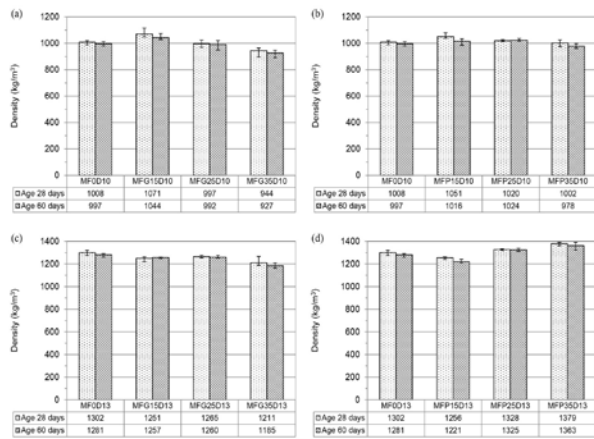 (a)
Density (kg/m³)
1200
1000
800
600
400
200
0
MF0D10 MFG15D10 MFG25D10 MFG35D10
Age 28 days 1008 1071 997 944
Age 60 days 997 1044 992 927
(b)
Density (kg/m³)
1200
1000
800
600
400
200
0
MF0D10 MFP15D10 MFP25D10 MFP35D10
Age 28 days 1008 1051 1020 1002
Age 60 days 997 1016 1024 978
(c)
Density (kg/m³)
1400
1200
1000
800
600
400
200
0
MF0D13 MFG15D13 MFG25D13 MFG35D13
Age 28 days 1302 1251 1265 1211
Age 60 days 1281 1257 1260 1185
(d)
Density (kg/m³)
1400
1200
1000
800
600
400
200
0
MF0D13 MFP15D13 MFP25D13 MFP35D13
Age 28 days 1302 1256 1328 1379
Age 60 days 1281 1221 1325 1363